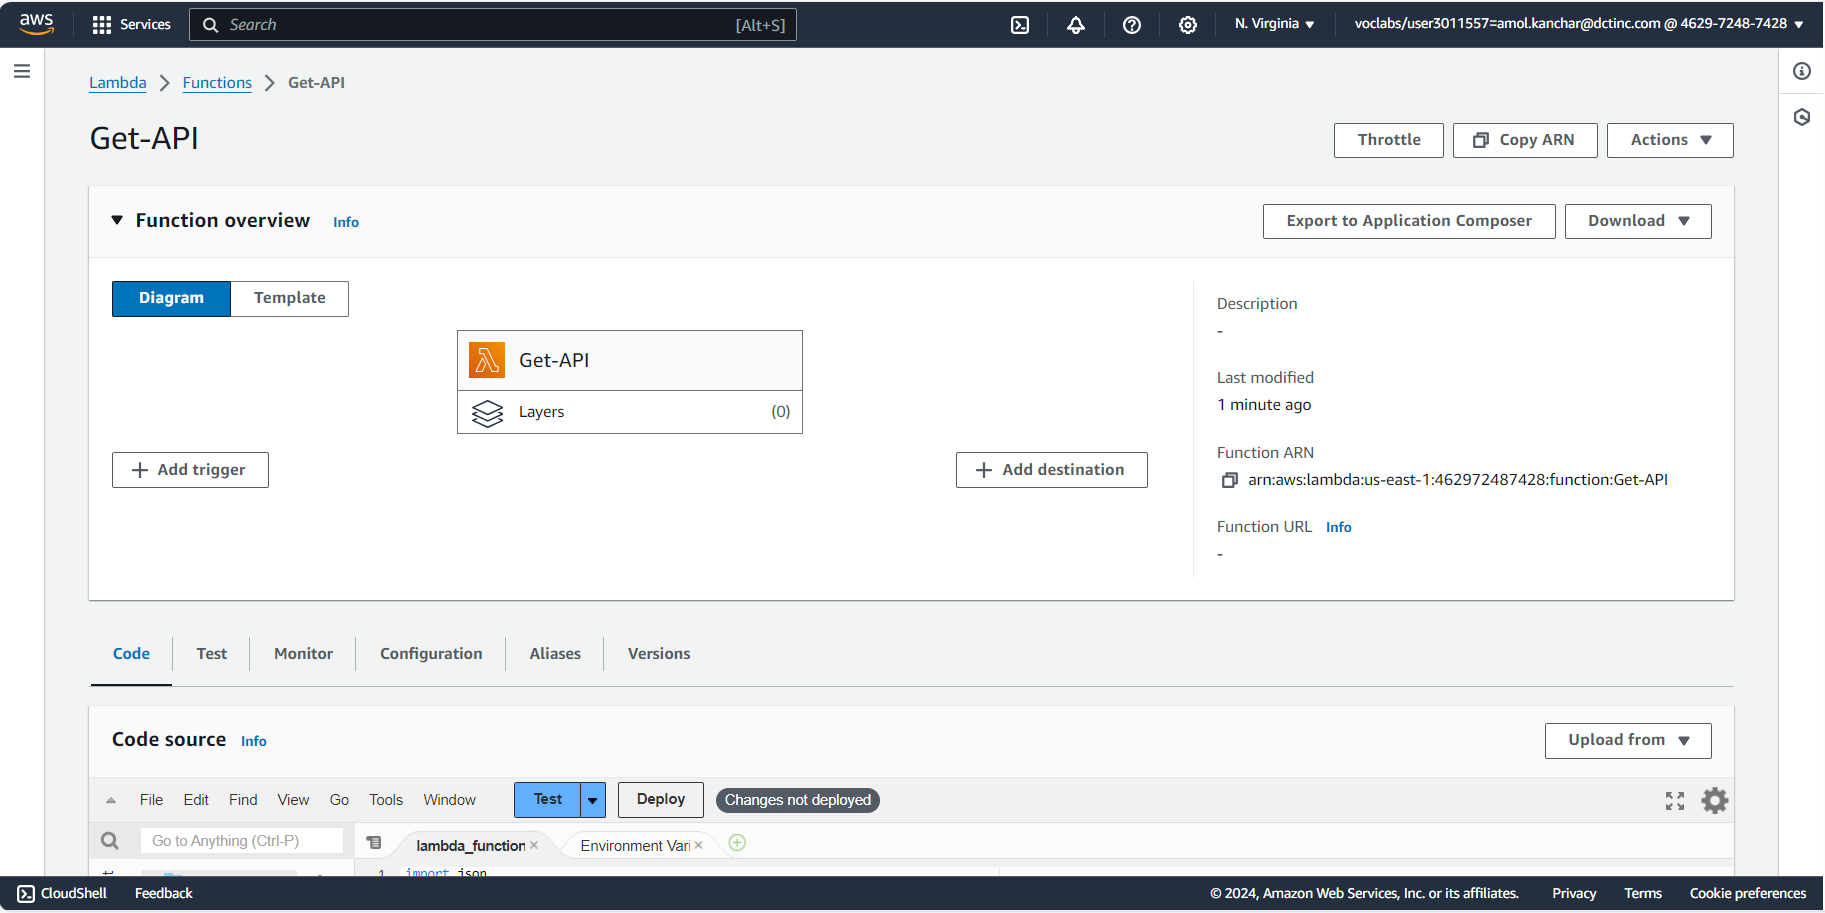 aws
Services
Search
[Alt+S]
N. Virginia
voclabs/user3011557=amol.kanchar@dctinc.com @ 4629-7248-7428
Lambda
Functions
Get-API
Get-API
Throttle
Copy ARN
Actions
Function overview
Info
Export to Application Composer
Download
Diagram
Template
Get-API
Layers
(0)
Add trigger
Add destination
Description
-
Last modified
1 minute ago
Function ARN
arn:aws:lambda:us-east-1:462972487428:function:Get-API
Function URL
Info
-
Code
Test
Monitor
Configuration
Aliases
Versions
Code source
Info
Upload from
File
Edit
Find
View
Go
Tools
Window
Test
Deploy
Changes not deployed
Go to Anything (Ctrl-P)
lambda_function
Environment Vari
1
import json
CloudShell
Feedback
© 2024, Amazon Web Services, Inc. or its affiliates.
Privacy
Terms
Cookie preferences